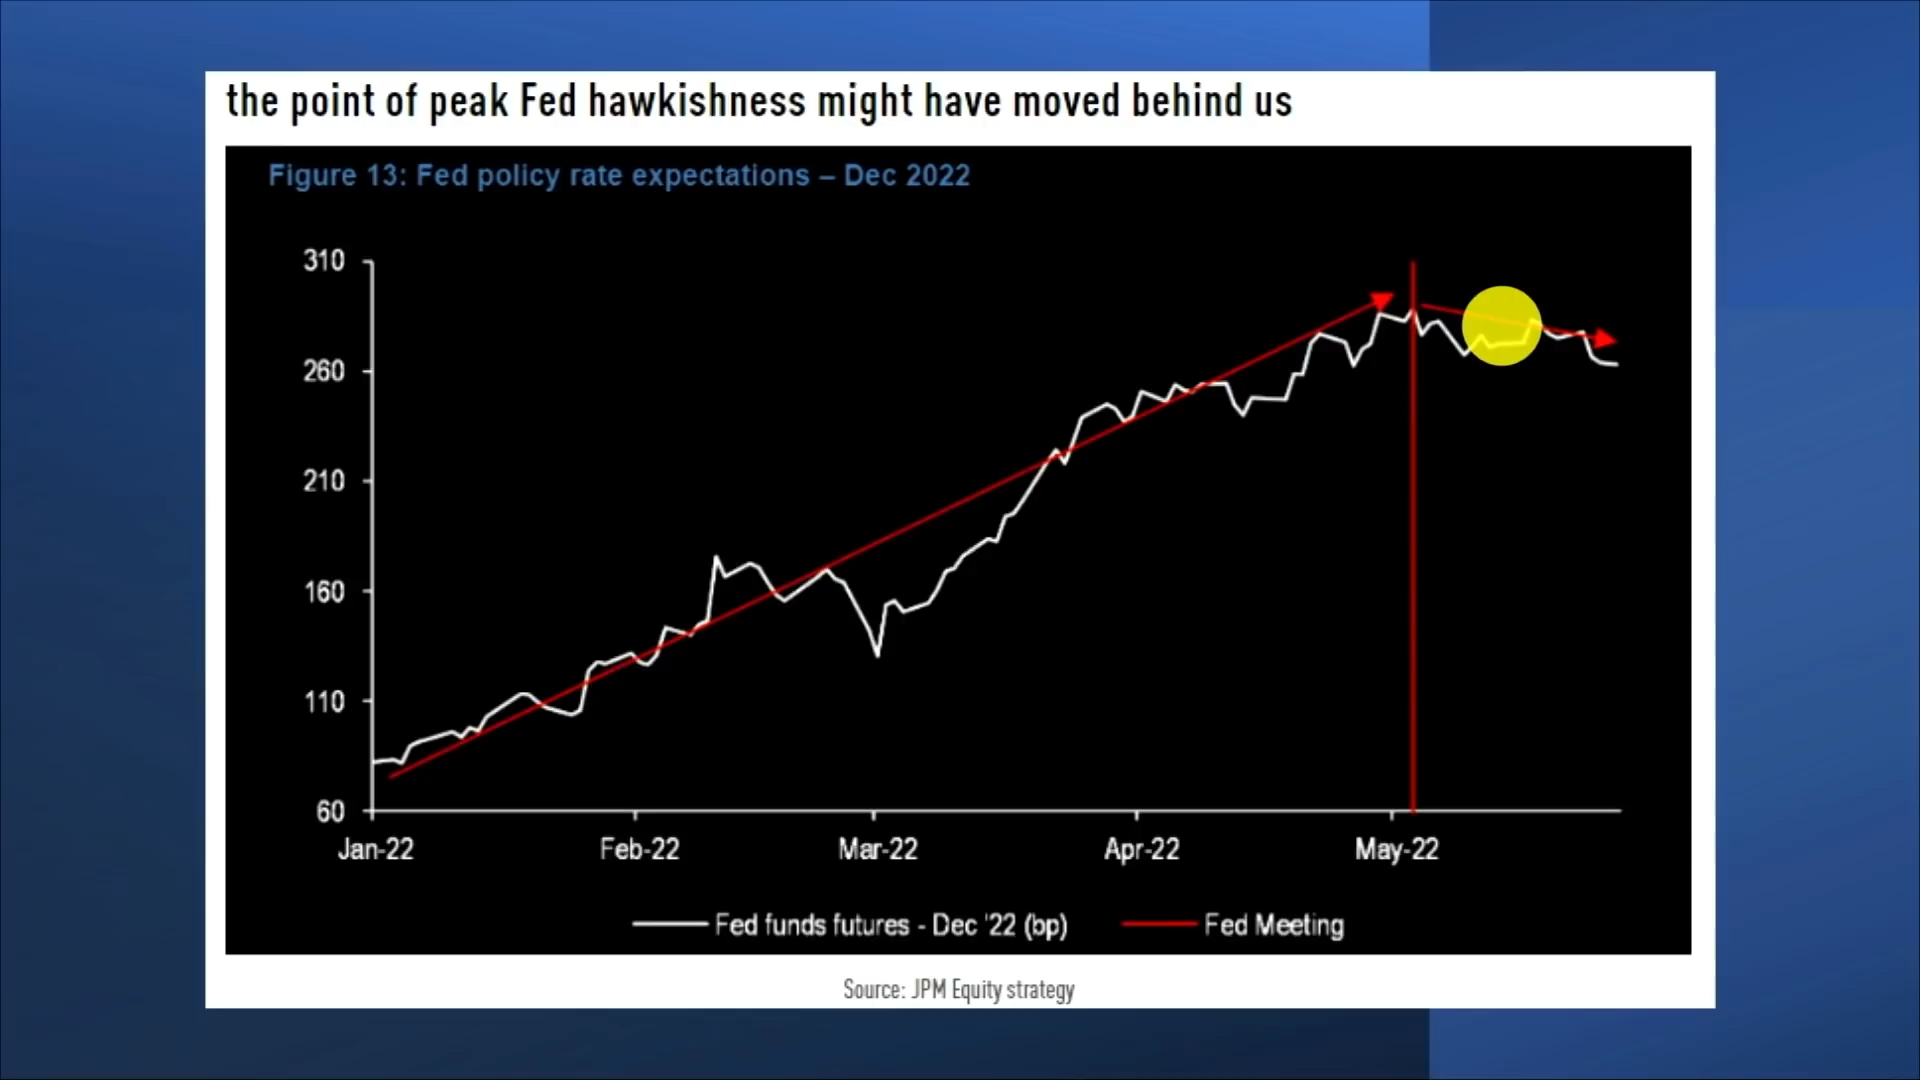 the point of peak Fed hawkishness might have moved behind us
Figure 13: Fed policy rate expectations – Dec 2022
310
260
210
160
110
60
Jan-22 Feb-22 Mar-22 Apr-22 May-22
Fed funds futures - Dec '22 (bp) Fed Meeting
Source: JPM Equity strategy